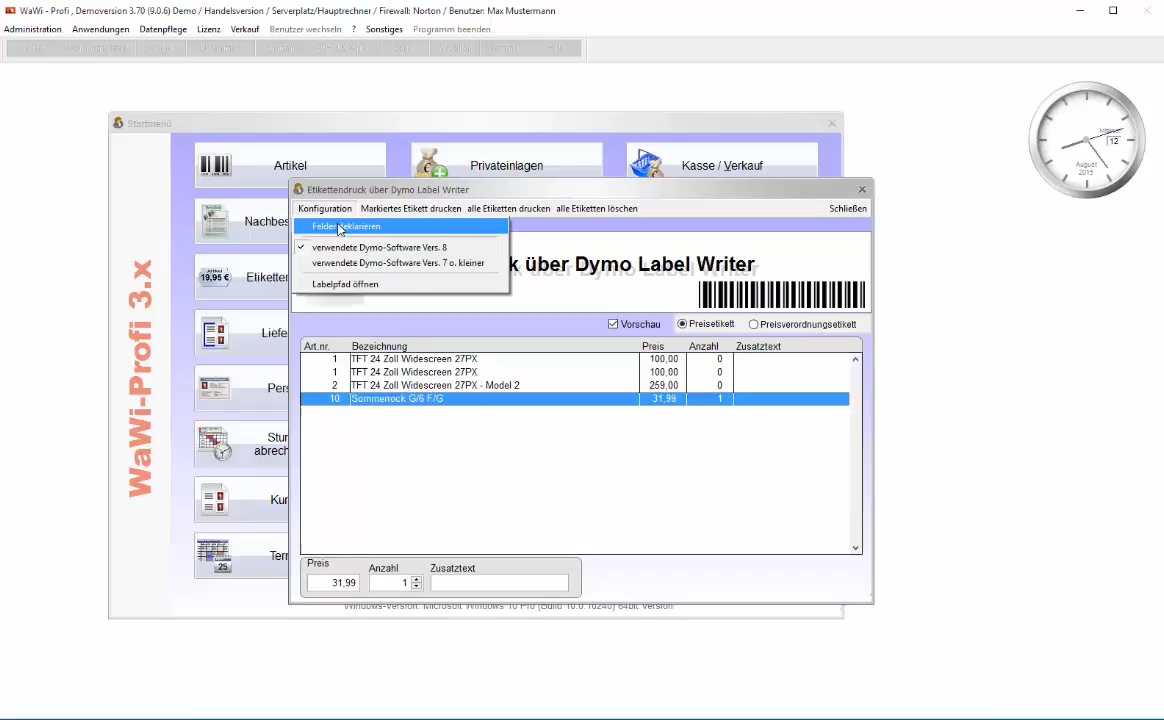 WaWi - Profi , Demoversion 3.70 (9.0.6) Demo / Handelsversion / Serverplatz/Hauptrechner / Firewall: Norton / Benutzer: Max Mustermann
Administration Anwendungen Datenpflege Lizenz Verkauf Benutzer wechseln ? Sonstiges Programm beenden
Startmenü
Artikel Privateinlagen Kasse / Verkauf
Etikettendruck über Dymo Label Writer
Konfiguration Markiertes Etikett drucken alle Etiketten drucken alle Etiketten löschen Schließen
Felder deklarieren
verwendete Dymo-Software Vers. 8
verwendete Dymo-Software Vers. 7 o. kleiner
Labelpfad öffnen
k über Dymo Label Writer
Vorschau Preisetikett Preisverordnungsetikett
Art.nr. Bezeichnung Preis Anzahl Zusatztext
1 TFT 24 Zoll Widescreen 27PX 100,00 0
1 TFT 24 Zoll Widescreen 27PX 100,00 0
2 TFT 24 Zoll Widescreen 27PX - Model 2 259,00 0
10 Sommerrock G/6 F/G 31,99 1
Preis Anzahl Zusatztext
31,99 1
Nachbes
Artikel
19,95 €
Etiketter
Liefe
Pers
Stur
abrech
Kur
Terr
25
WaWi-Profi 3.x
Windows-Version: Microsoft Windows 10 Pro (Build 10.0.10240) 64bit Version
12
August
2015